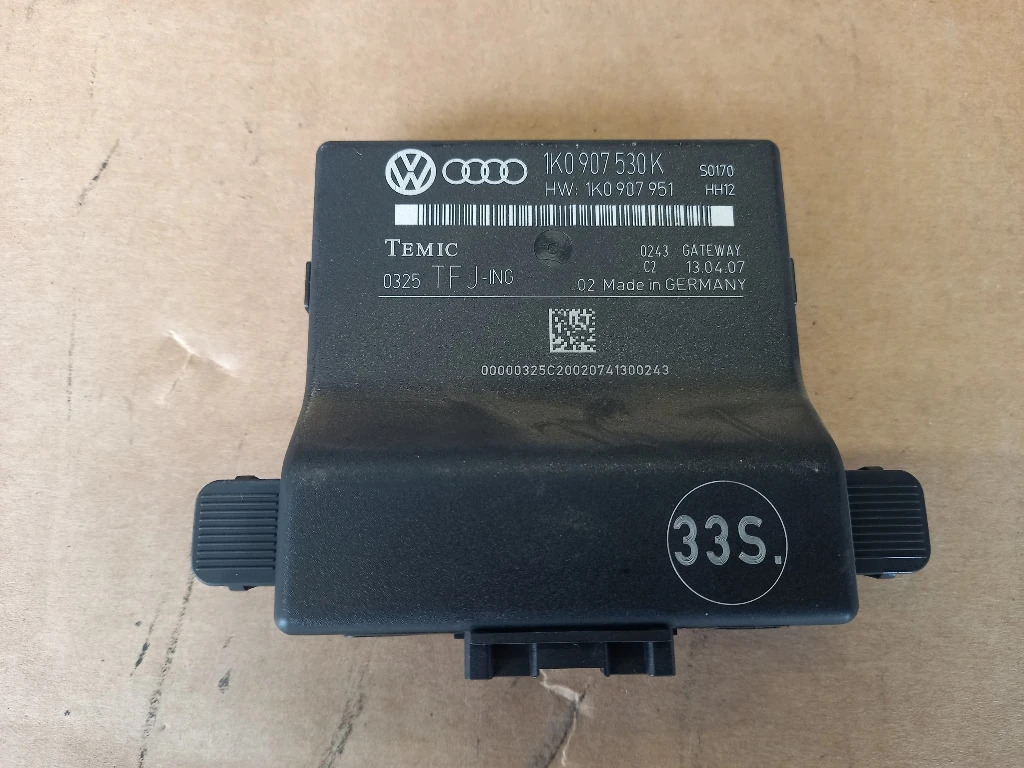 1K0 907 530 K S0170
HW: 1K0 907 951 HH12
TEMIC 0243 GATEWAY
C2 13.04.07
0325 TF J-ING .02 Made in GERMANY
00000325C20020741300243
33S.